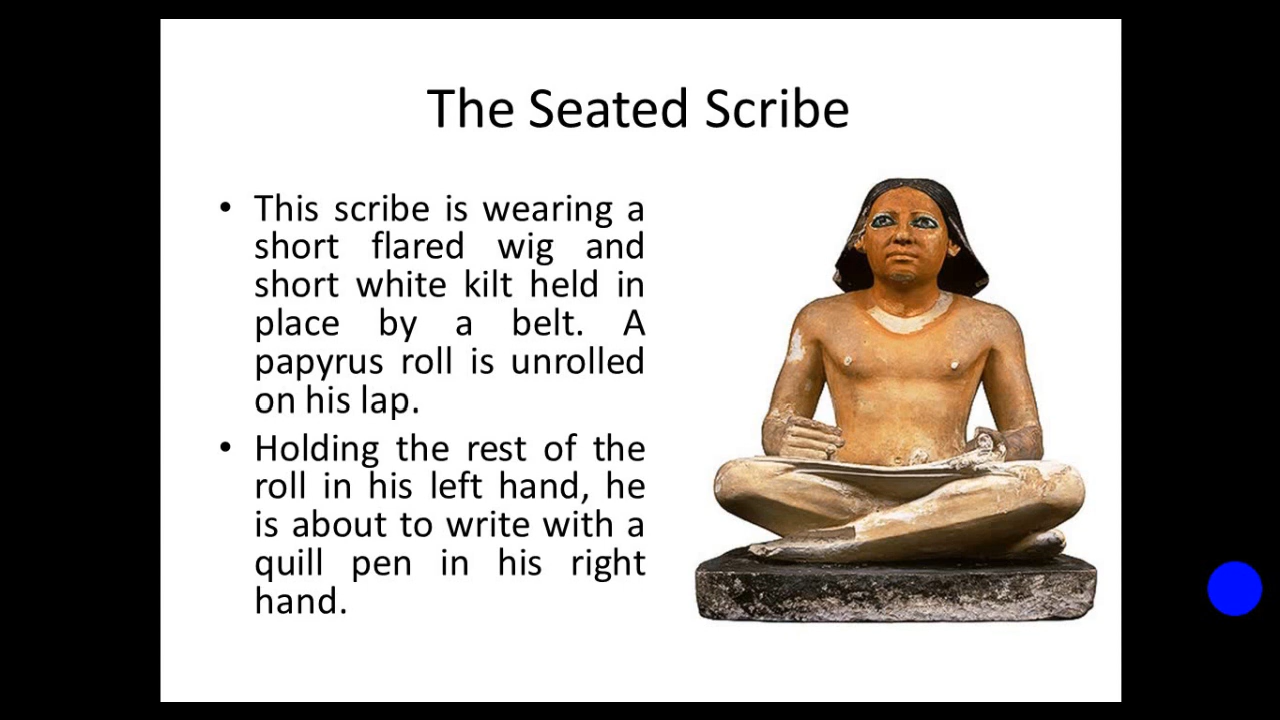 The Seated Scribe
• This scribe is wearing a
short flared wig and
short white kilt held in
place by a belt. A
papyrus roll is unrolled
on his lap.
• Holding the rest of the
roll in his left hand, he
is about to write with a
quill pen in his right
hand.